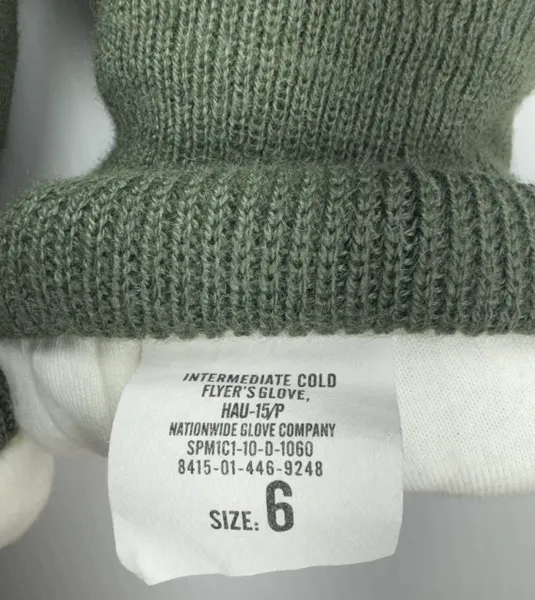 INTERMEDIATE COLD
FLYER'S GLOVE,
HAU-15/P
NATIONWIDE GLOVE COMPANY
SPM1C1-10-D-1060
8415-01-446-9248
SIZE: 6